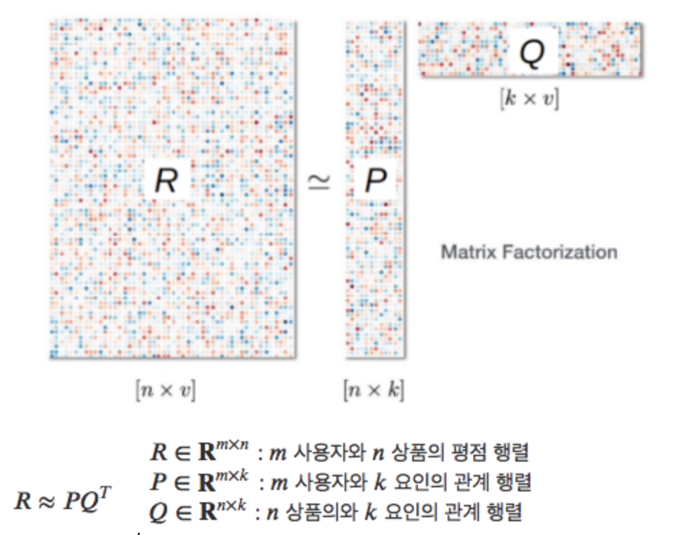 R
≃
P
Q
[k × v]
Matrix Factorization
[n × v]
[n × k]
R ≈ PQ^T
R ∈ R^{m×n} : m 사용자와 n 상품의 평점 행렬
P ∈ R^{m×k} : m 사용자와 k 요인의 관계 행렬
Q ∈ R^{n×k} : n 상품의와 k 요인의 관계 행렬